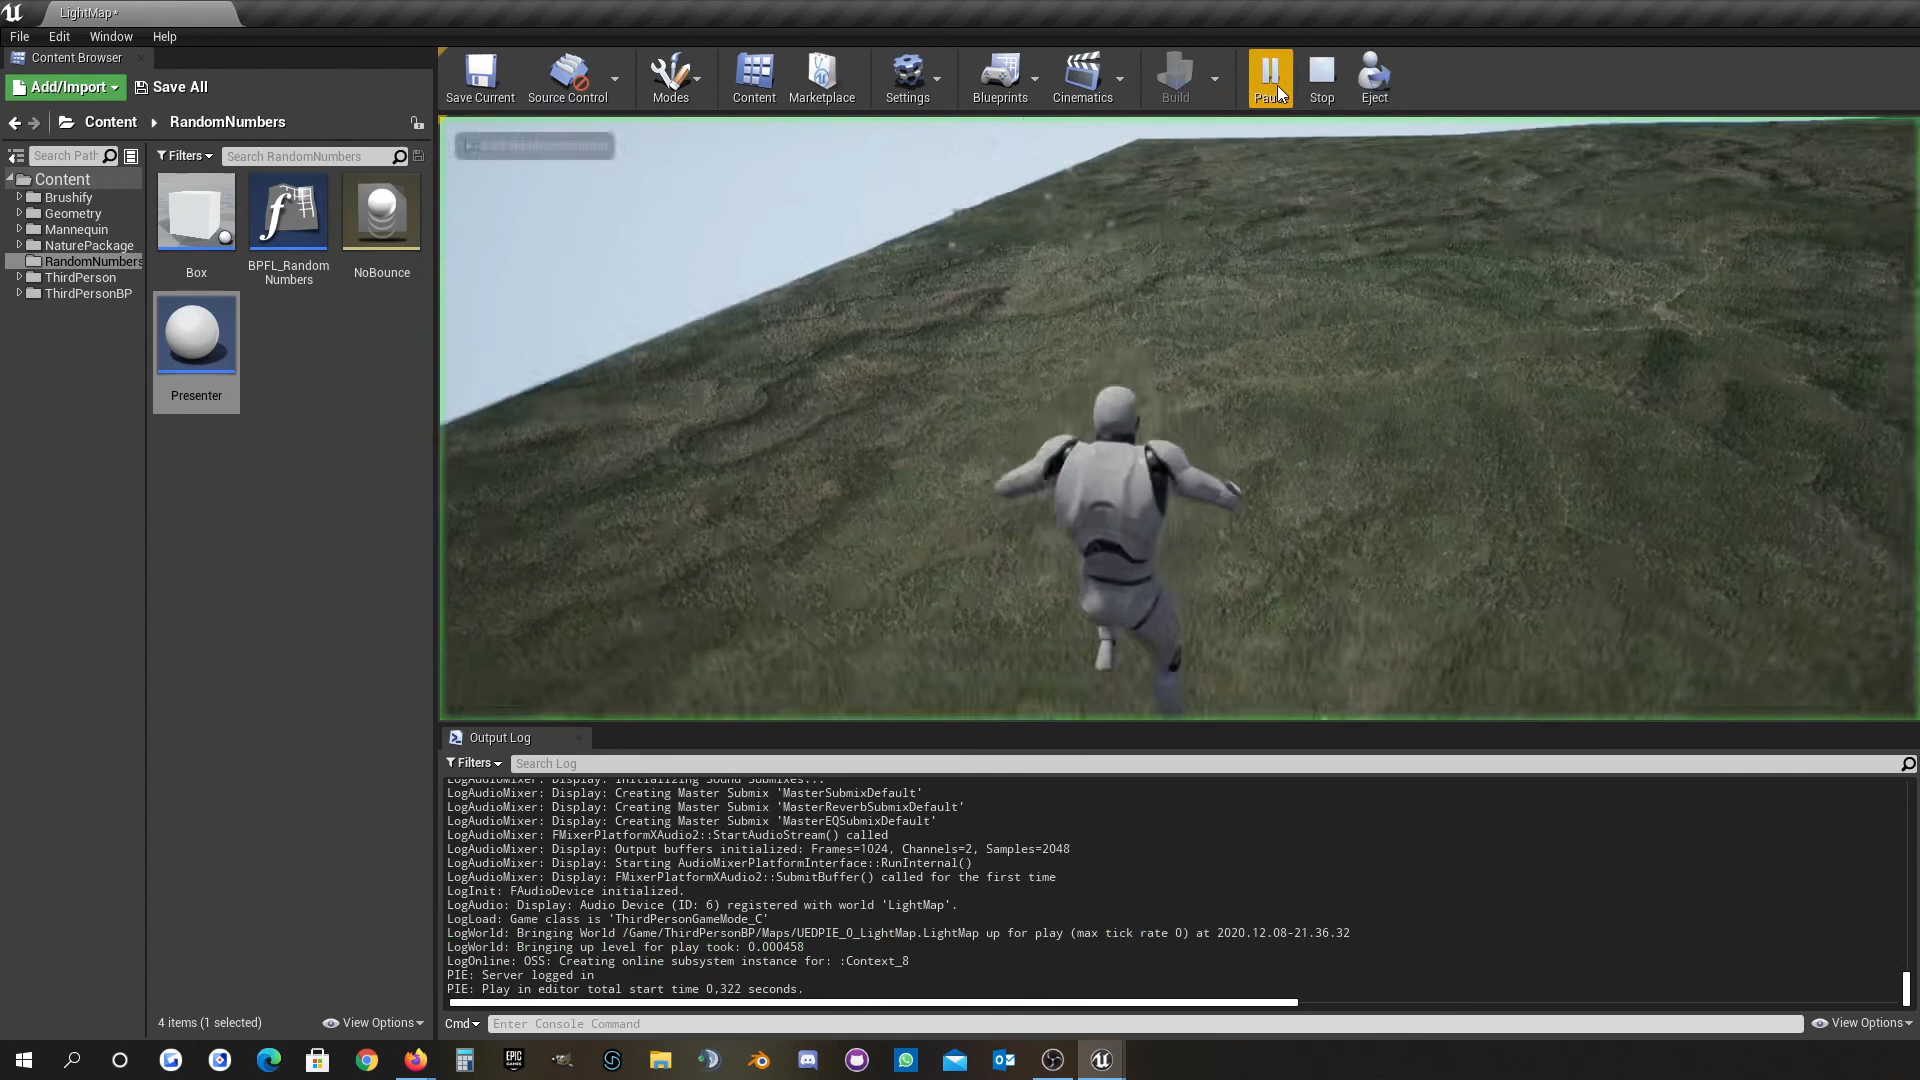 LightMap*
File Edit Window Help
Content Browser
Add/Import Save All
Content RandomNumbers
Search Path
Filters Search RandomNumbers
Content
Brushify
Geometry
Mannequin
NaturePackage
RandomNumbers
ThirdPerson
ThirdPersonBP
Box
BPFL_Random
Numbers
NoBounce
Presenter
4 items (1 selected) View Options
Save Current Source Control Modes Content Marketplace Settings Blueprints Cinematics Build Stop Eject
Output Log
Filters Search Log
LogAudioMixer: Display: Initializing Sound Submixes...
LogAudioMixer: Display: Creating Master Submix 'MasterSubmixDefault'
LogAudioMixer: Display: Creating Master Submix 'MasterReverbSubmixDefault'
LogAudioMixer: Display: Creating Master Submix 'MasterEQSubmixDefault'
LogAudioMixer: FMixerPlatformXAudio2::StartAudioStream() called
LogAudioMixer: Display: Output buffers initialized: Frames=1024, Channels=2, Samples=2048
LogAudioMixer: Display: Starting AudioMixerPlatformInterface::RunInternal()
LogAudioMixer: Display: FMixerPlatformXAudio2::SubmitBuffer() called for the first time
LogInit: FAudioDevice initialized.
LogAudio: Display: Audio Device (ID: 6) registered with world 'LightMap'.
LogLoad: Game class is 'ThirdPersonGameMode_C'
LogWorld: Bringing World /Game/ThirdPersonBP/Maps/UEDPIE_0_LightMap.LightMap up for play (max tick rate 0) at 2020.12.08-21.36.32
LogWorld: Bringing up level for play took: 0.000458
LogOnline: OSS: Creating online subsystem instance for: :Context_8
PIE: Server logged in
PIE: Play in editor total start time 0,322 seconds.
Cmd Enter Console Command View Options
EPIC
GAMES